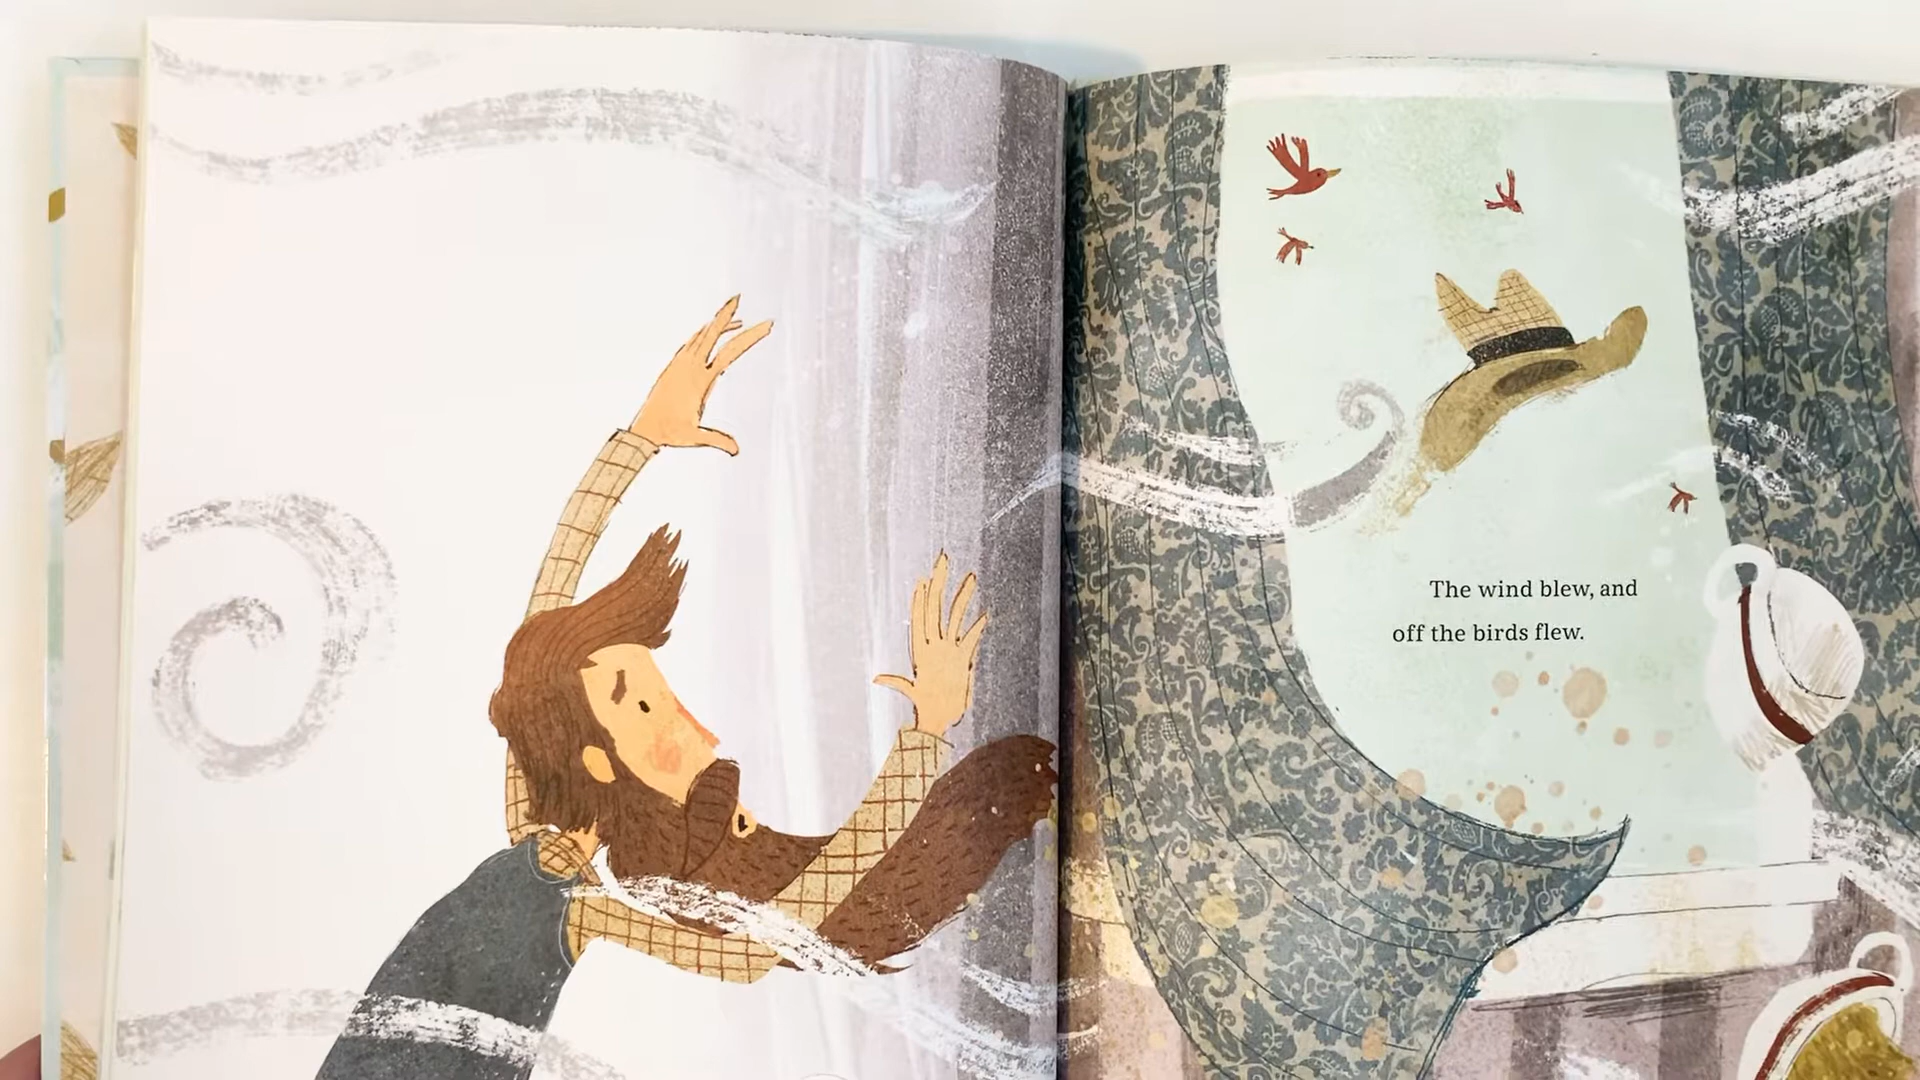 The wind blew, and
off the birds flew.